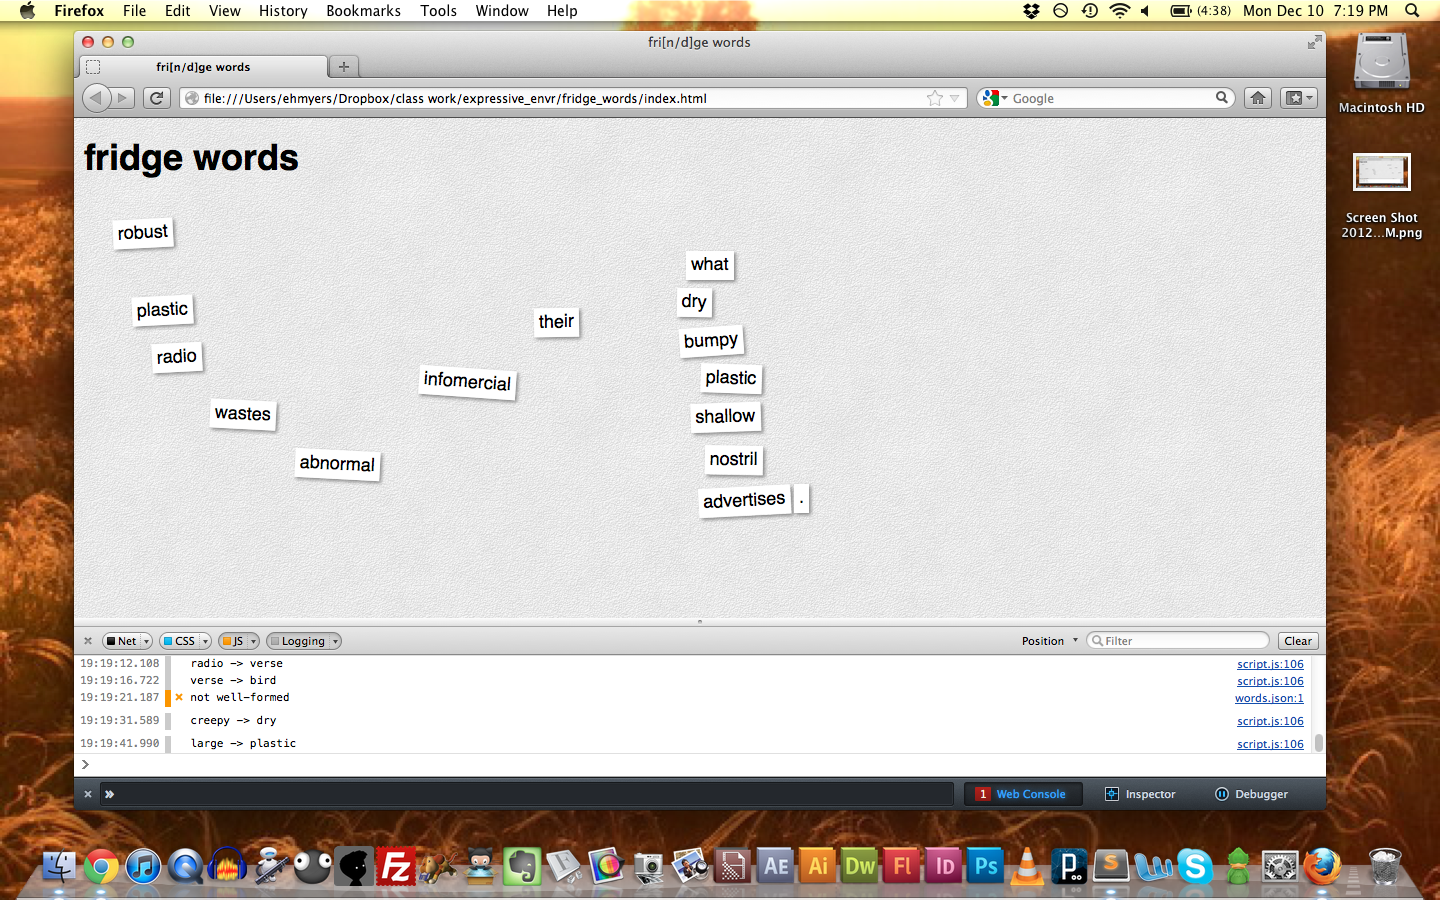 Firefox File Edit View History Bookmarks Tools Window Help (4:38) Mon Dec 10 7:19 PM
fri[n/d]ge words
fri[n/d]ge words
file:///Users/ehmyers/Dropbox/class work/expressive_envr/fridge_words/index.html Google
Macintosh HD
Screen Shot
2012...M.png
fridge words
robust
what
dry
plastic
their
bumpy
radio
infomercial
plastic
wastes
shallow
abnormal
nostril
advertises .
Net CSS JS Logging Position Filter Clear
19:19:12.108 radio -> verse script.js:106
19:19:16.722 verse -> bird script.js:106
19:19:21.187 not well-formed words.json:1
19:19:31.589 creepy -> dry script.js:106
19:19:41.990 large -> plastic script.js:106
1 Web Console Inspector Debugger
Fz AE Ai Dw Fl Id Ps P S W S